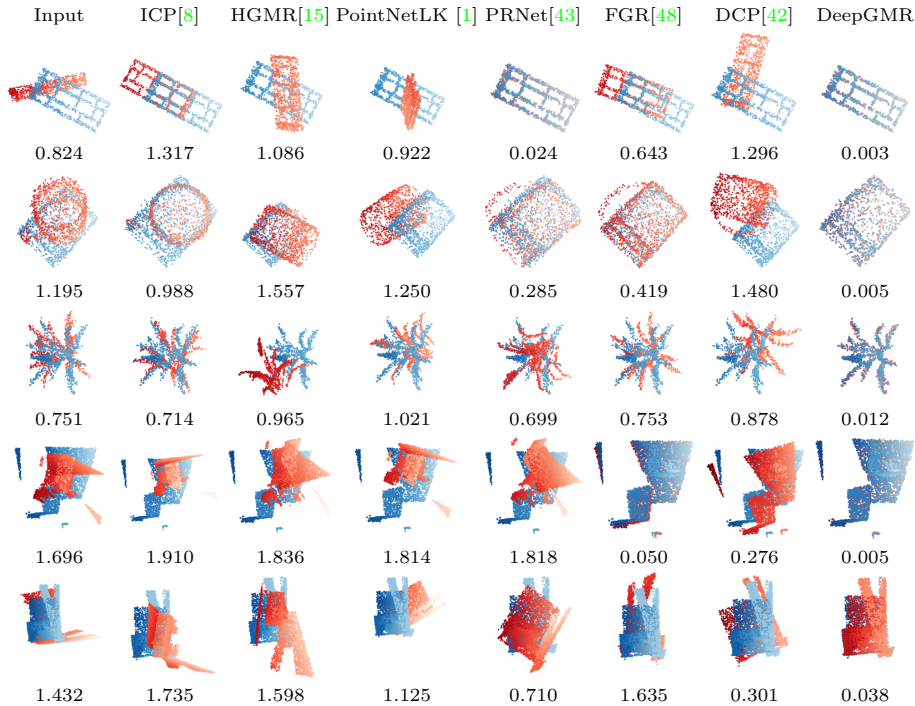 Input ICP[8] HGMR[15] PointNetLK [1] PRNet[43] FGR[48] DCP[42] DeepGMR
0.824 1.317 1.086 0.922 0.024 0.643 1.296 0.003
1.195 0.988 1.557 1.250 0.285 0.419 1.480 0.005
0.751 0.714 0.965 1.021 0.699 0.753 0.878 0.012
1.696 1.910 1.836 1.814 1.818 0.050 0.276 0.005
1.432 1.735 1.598 1.125 0.710 1.635 0.301 0.038